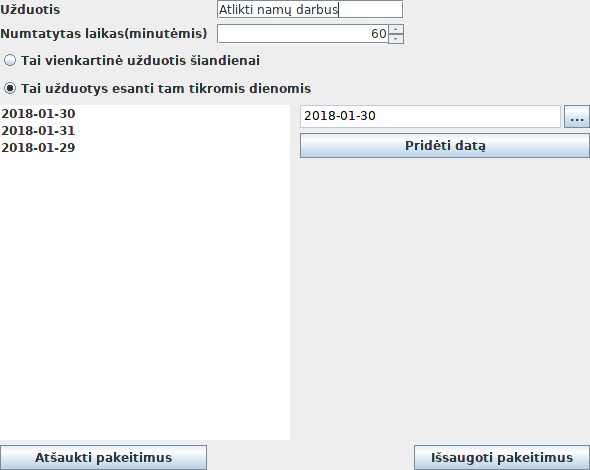 Užduotis Atlikti namų darbus
Numtatytas laikas(minutėmis) 60
Tai vienkartinė užduotis šiandienai
Tai užduotys esanti tam tikromis dienomis
2018-01-30
2018-01-31
2018-01-29
2018-01-30 ...
Pridėti datą
Atšaukti pakeitimus Išsaugoti pakeitimus